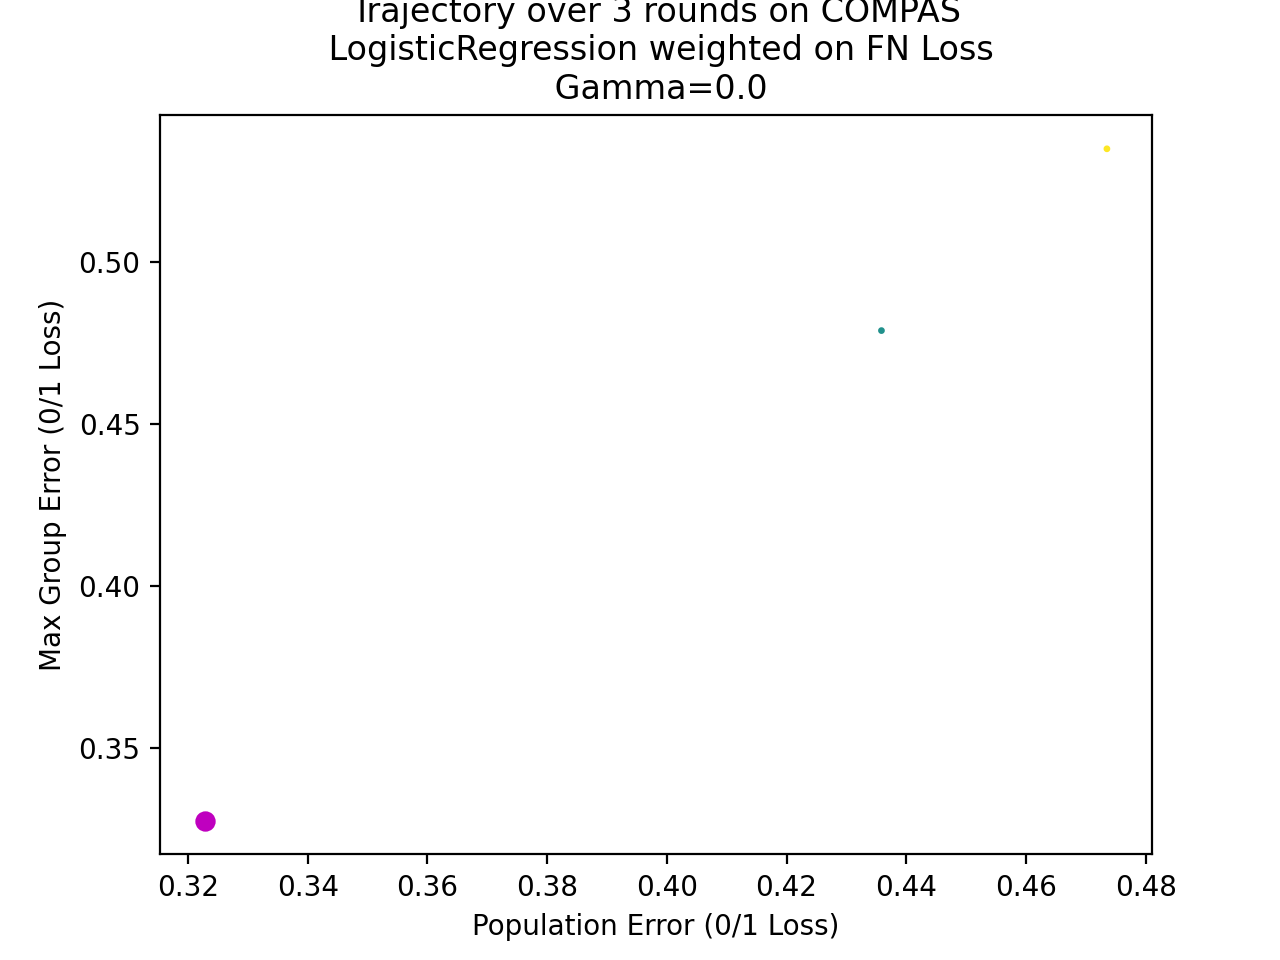 Trajectory over 3 rounds on COMPAS
LogisticRegression weighted on FN Loss
Gamma=0.0
0.50
0.45
0.40
0.35
Max Group Error (0/1 Loss)
0.32 0.34 0.36 0.38 0.40 0.42 0.44 0.46 0.48
Population Error (0/1 Loss)